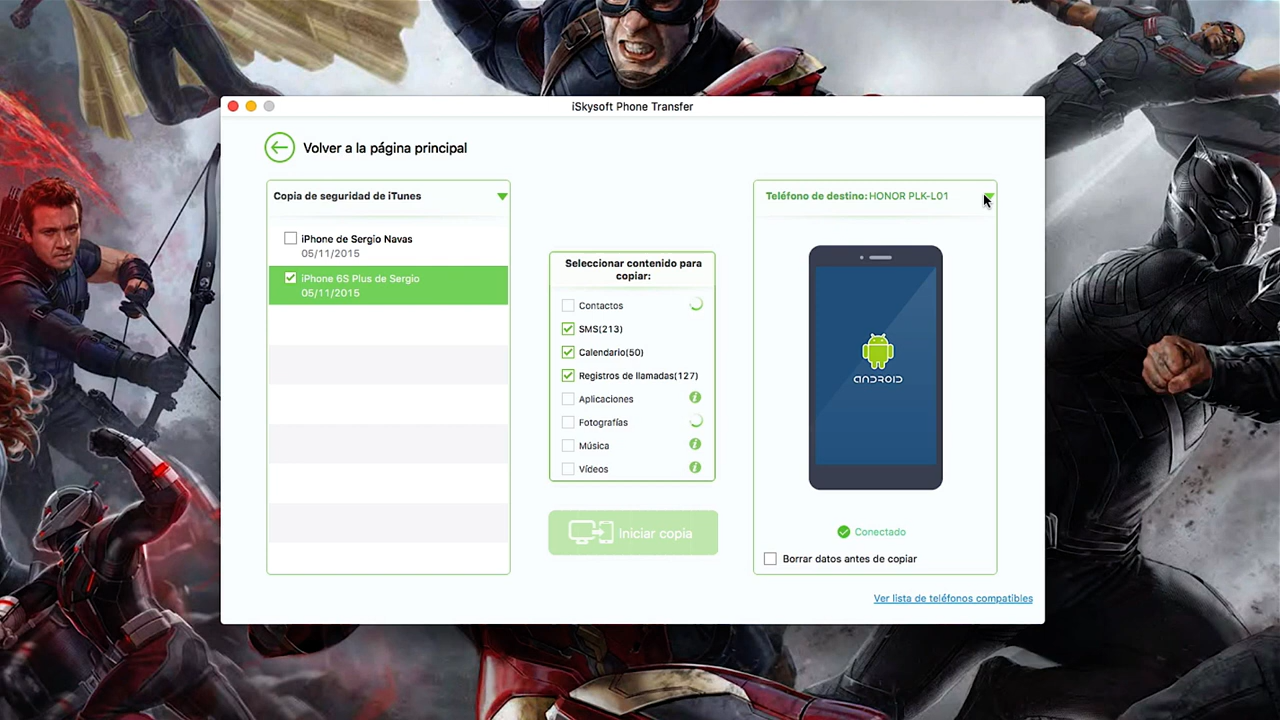 iSkysoft Phone Transfer
Volver a la página principal
Copia de seguridad de iTunes
iPhone de Sergio Navas
05/11/2015
iPhone 6S Plus de Sergio
05/11/2015
Seleccionar contenido para
copiar:
Contactos
SMS(213)
Calendario(50)
Registros de llamadas(127)
Aplicaciones
Fotografías
Música
Vídeos
Iniciar copia
Teléfono de destino: HONOR PLK-L01
ANDROID
Conectado
Borrar datos antes de copiar
Ver lista de teléfonos compatibles